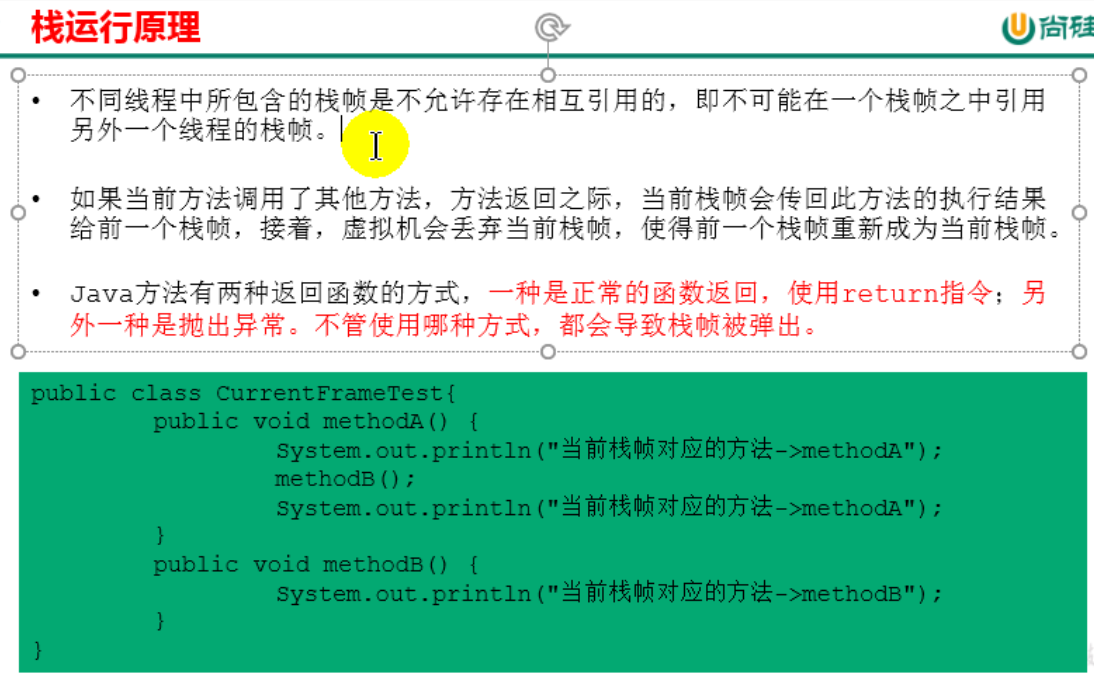 栈运行原理
尚硅
• 不同线程中所包含的栈帧是不允许存在相互引用的，即不可能在一个栈帧之中引用
另外一个线程的栈帧。
• 如果当前方法调用了其他方法，方法返回之际，当前栈帧会传回此方法的执行结果
给前一个栈帧，接着，虚拟机会丢弃当前栈帧，使得前一个栈帧重新成为当前栈帧。
• Java方法有两种返回函数的方式，一种是正常的函数返回，使用return指令；另
外一种是抛出异常。不管使用哪种方式，都会导致栈帧被弹出。
public class CurrentFrameTest{
public void methodA() {
System.out.println("当前栈帧对应的方法->methodA");
methodB();
System.out.println("当前栈帧对应的方法->methodA");
}
public void methodB() {
System.out.println("当前栈帧对应的方法->methodB");
}
}